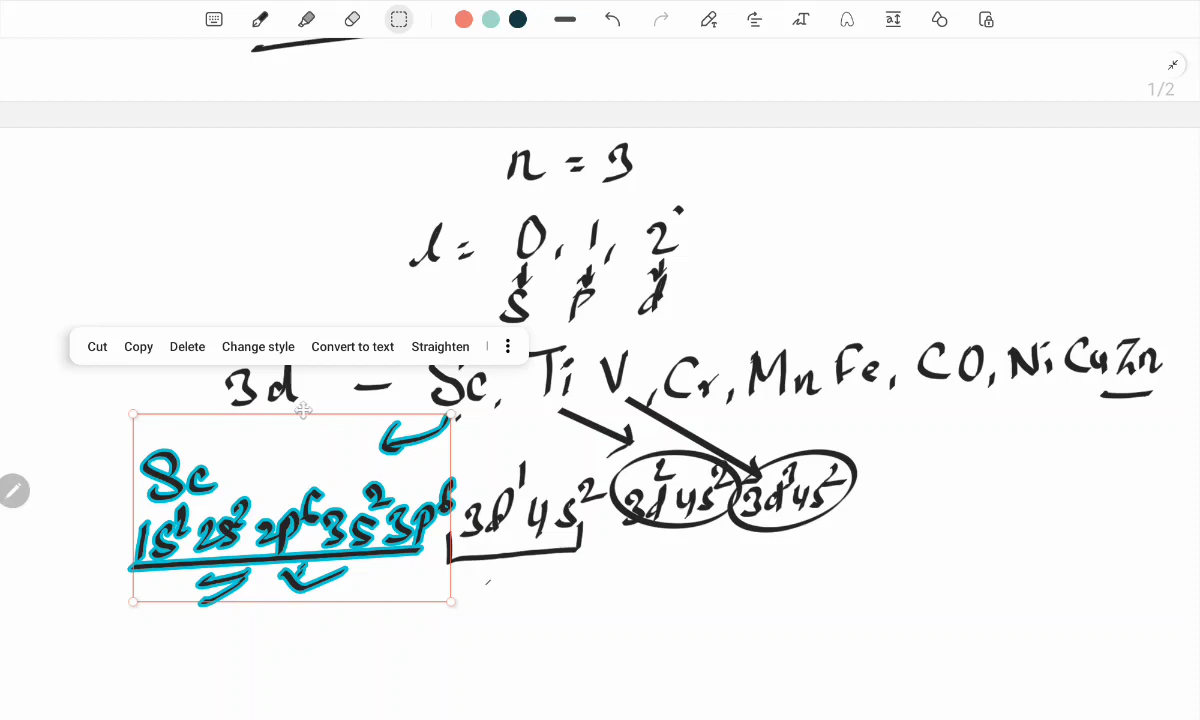 1/2
n = 3
l = 0, 1, 2
s p d
Cut Copy Delete Change style Convert to text Straighten
3d - Sc, Ti V, Cr, Mn Fe, CO, Ni Cu Zn
Sc
1s² 2s² 2p⁶ 3s² 3p⁶ 3d¹ 4s² 3d² 4s² 3d³ 4s²